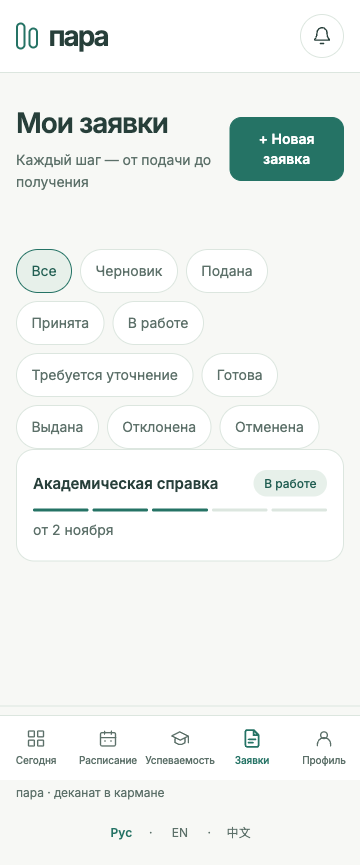 пара
Мои заявки
Каждый шаг — от подачи до
получения
+ Новая
заявка
Все
Черновик
Подана
Принята
В работе
Требуется уточнение
Готова
Выдана
Отклонена
Отменена
Академическая справка
В работе
от 2 ноября
Сегодня
Расписание
Успеваемость
Заявки
Профиль
пара · деканат в кармане
Рус · EN · 中文